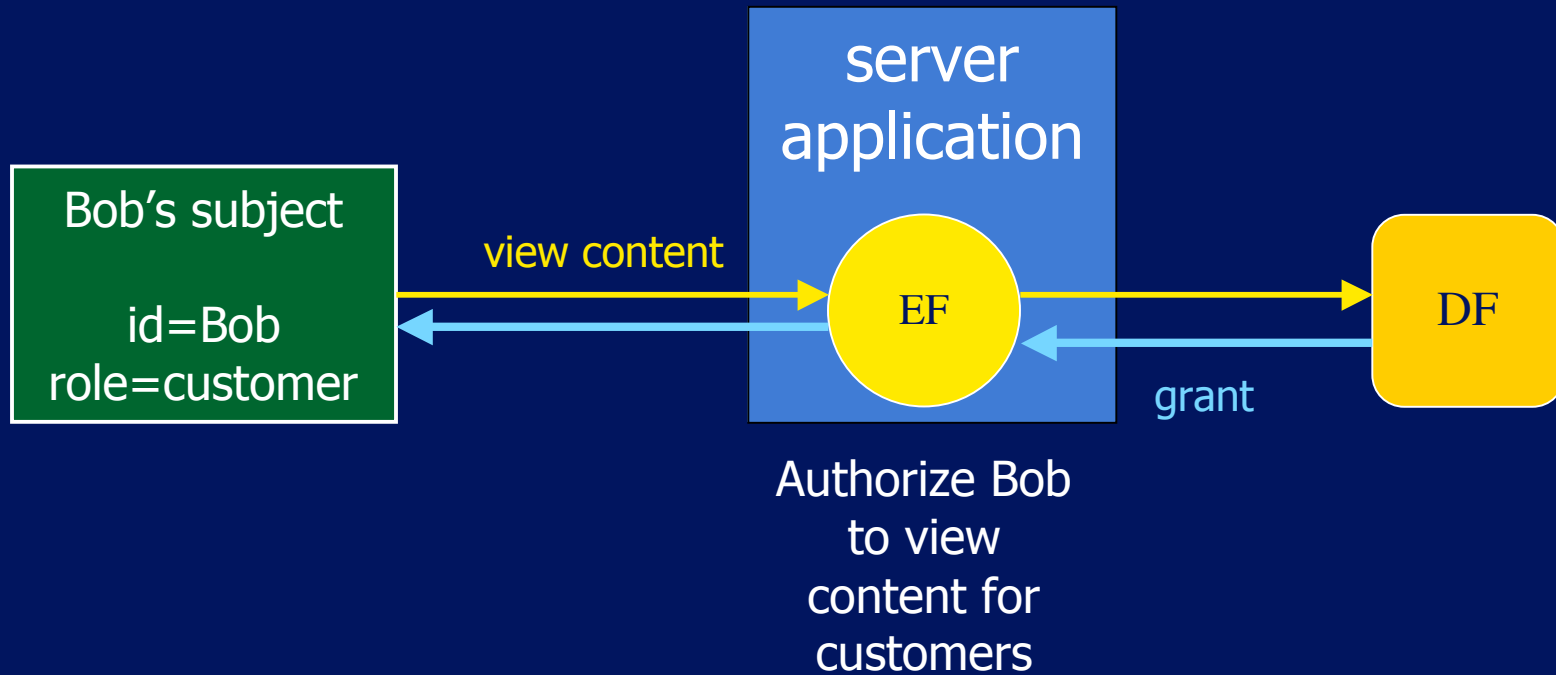 server
application
Bob’s subject
id=Bob
role=customer
view content
EF
DF
grant
Authorize Bob
to view
content for
customers